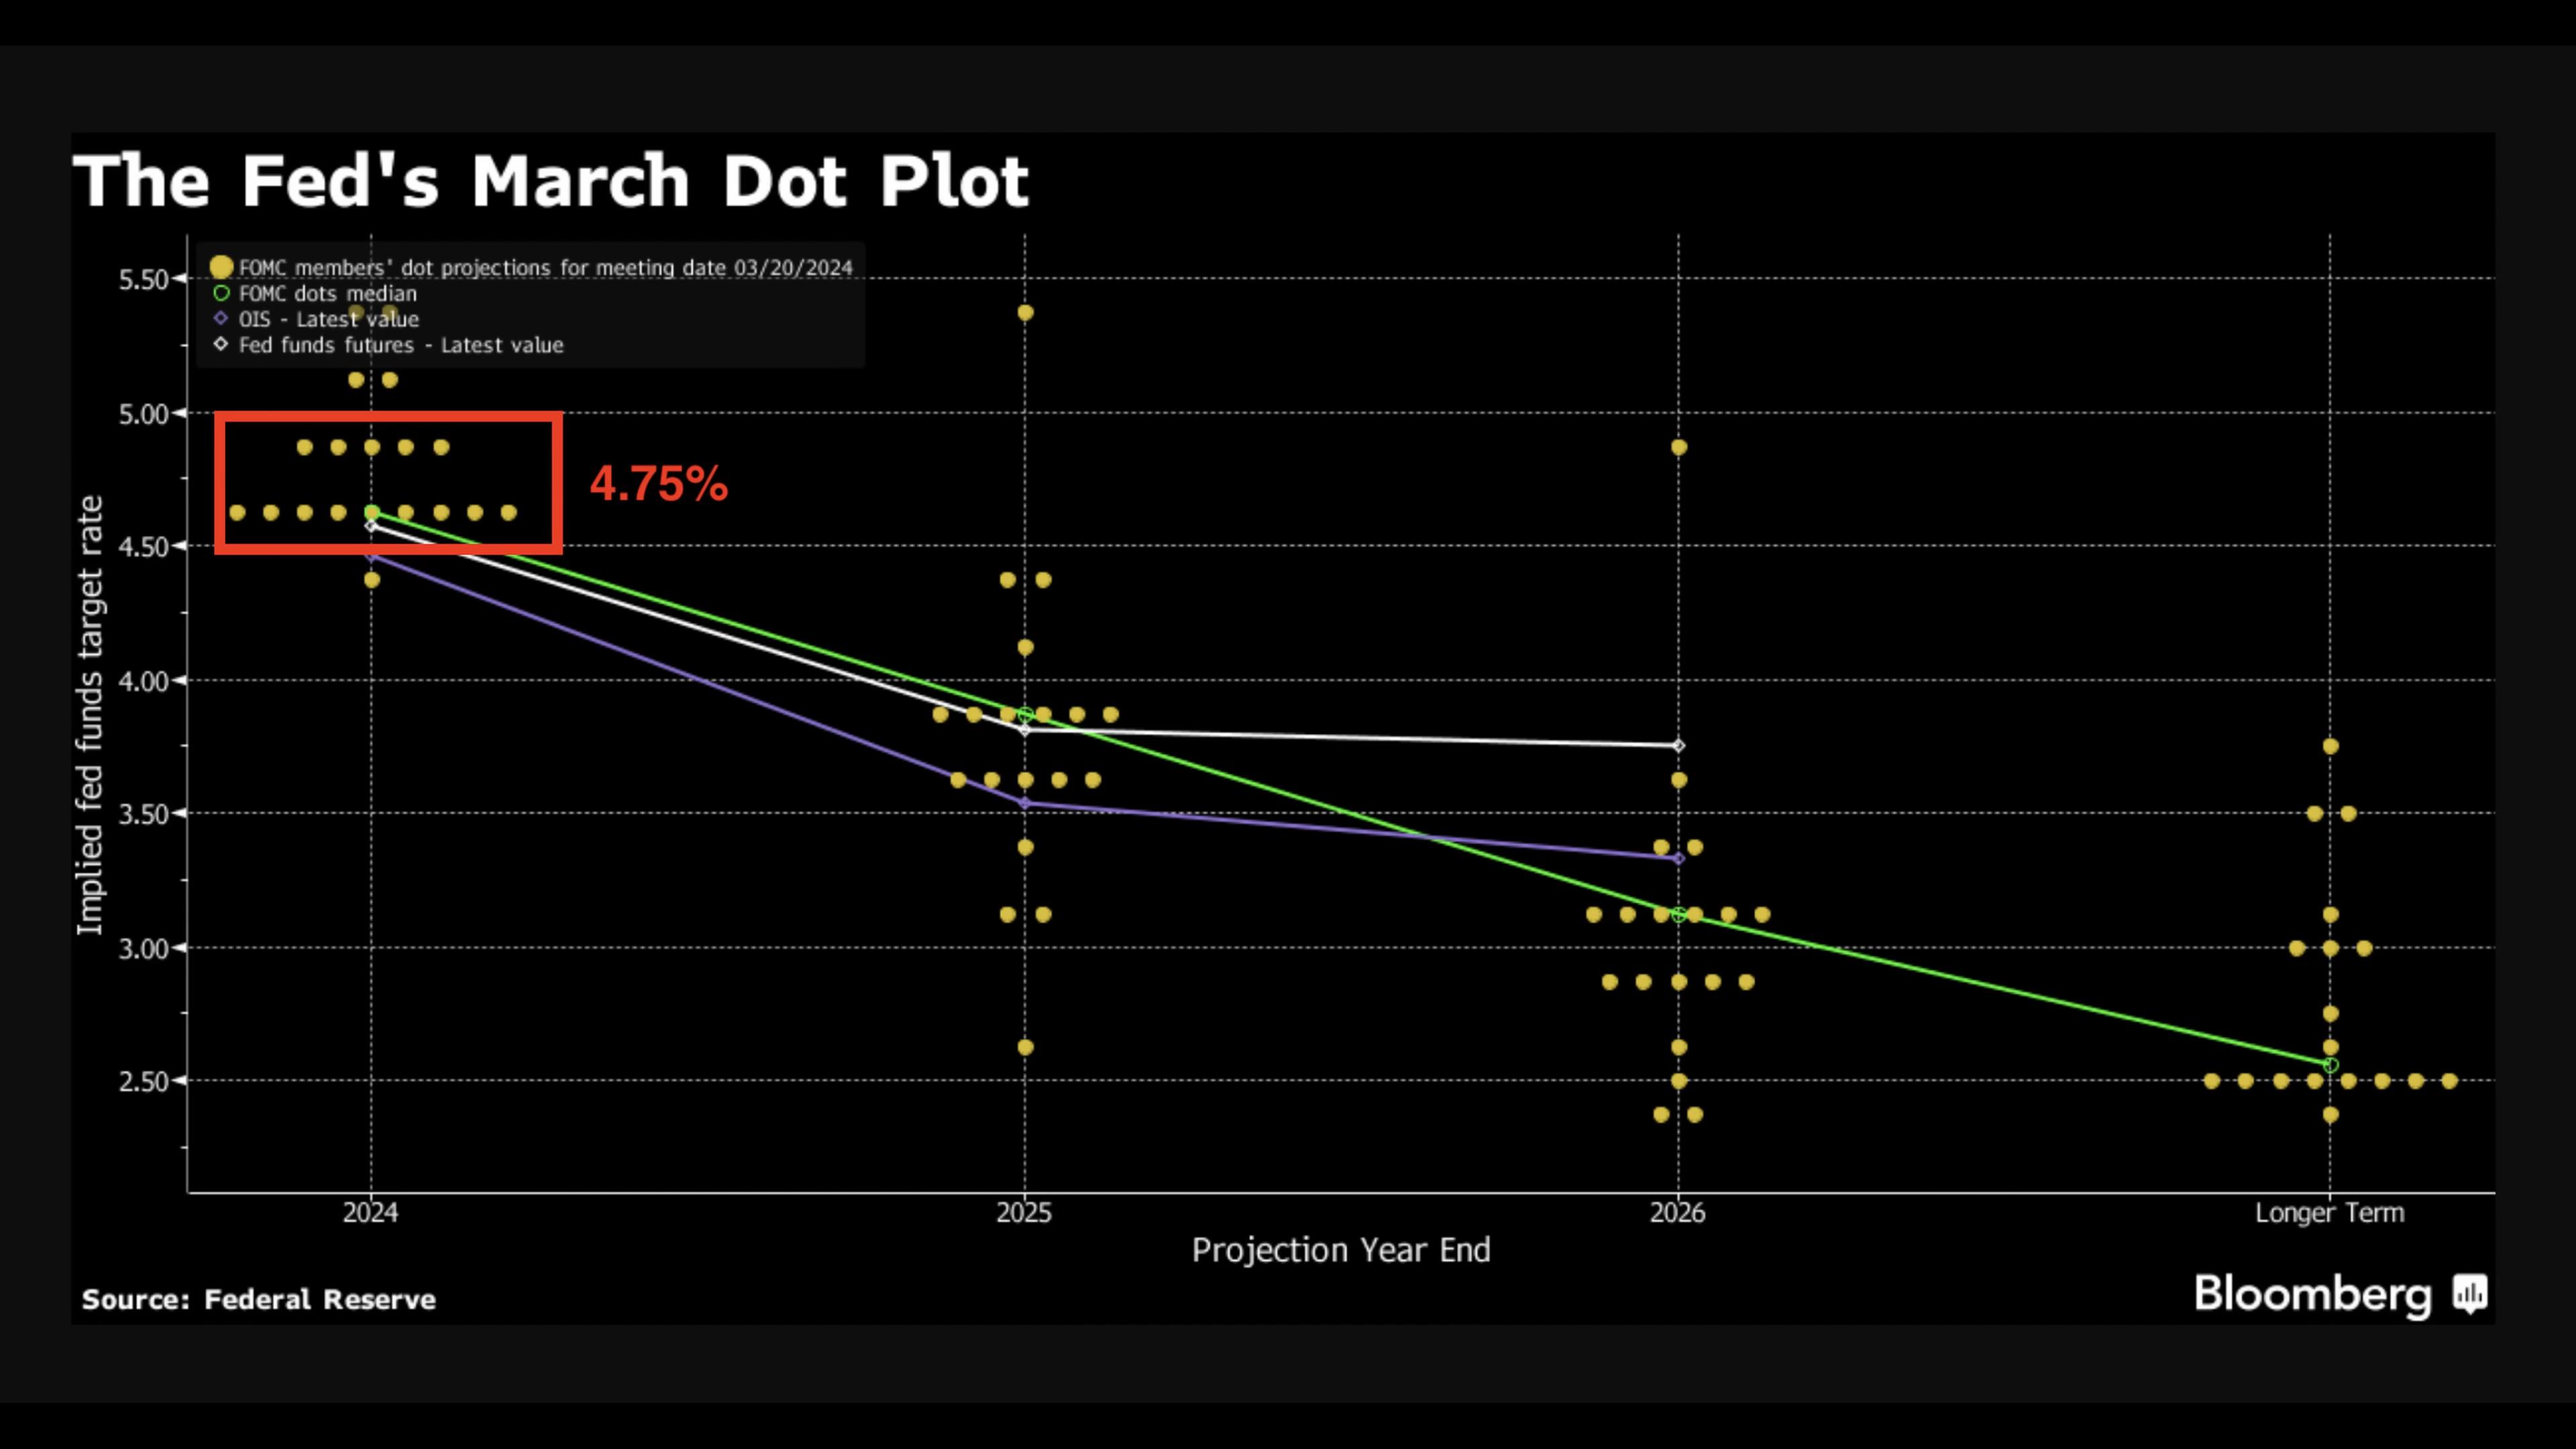 The Fed's March Dot Plot
FOMC members' dot projections for meeting date 03/20/2024
FOMC dots median
OIS - Latest value
Fed funds futures - Latest value
Implied fed funds target rate
5.50
5.00
4.50
4.00
3.50
3.00
2.50
4.75%
2024 2025 2026 Longer Term
Projection Year End
Source: Federal Reserve
Bloomberg